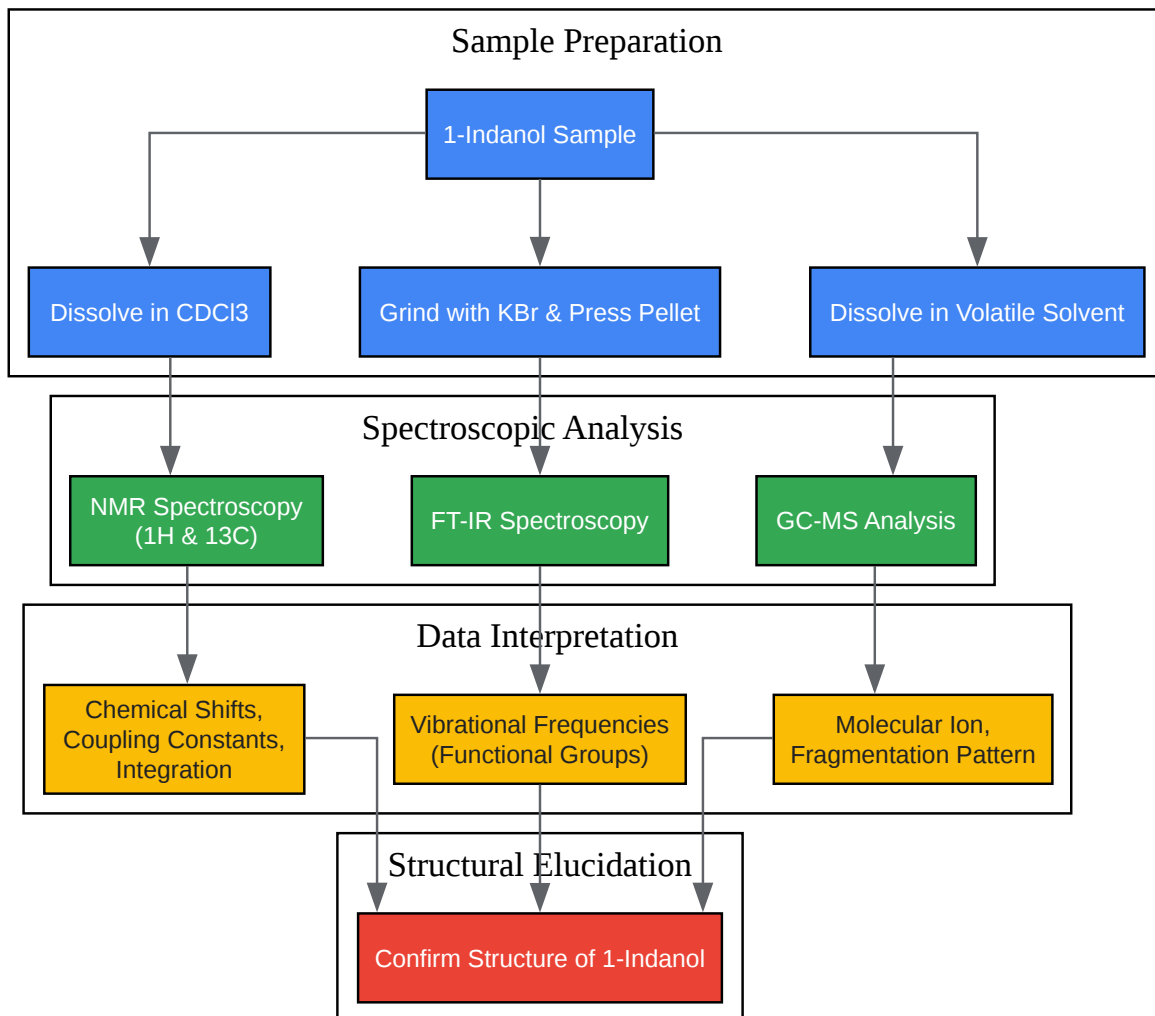 Sample Preparation
1-Indanol Sample
Dissolve in CDCl3
Grind with KBr & Press Pellet
Dissolve in Volatile Solvent
Spectroscopic Analysis
NMR Spectroscopy
(1H & 13C)
FT-IR Spectroscopy
GC-MS Analysis
Data Interpretation
Chemical Shifts,
Coupling Constants,
Integration
Vibrational Frequencies
(Functional Groups)
Molecular Ion,
Fragmentation Pattern
Structural Elucidation
Confirm Structure of 1-Indanol